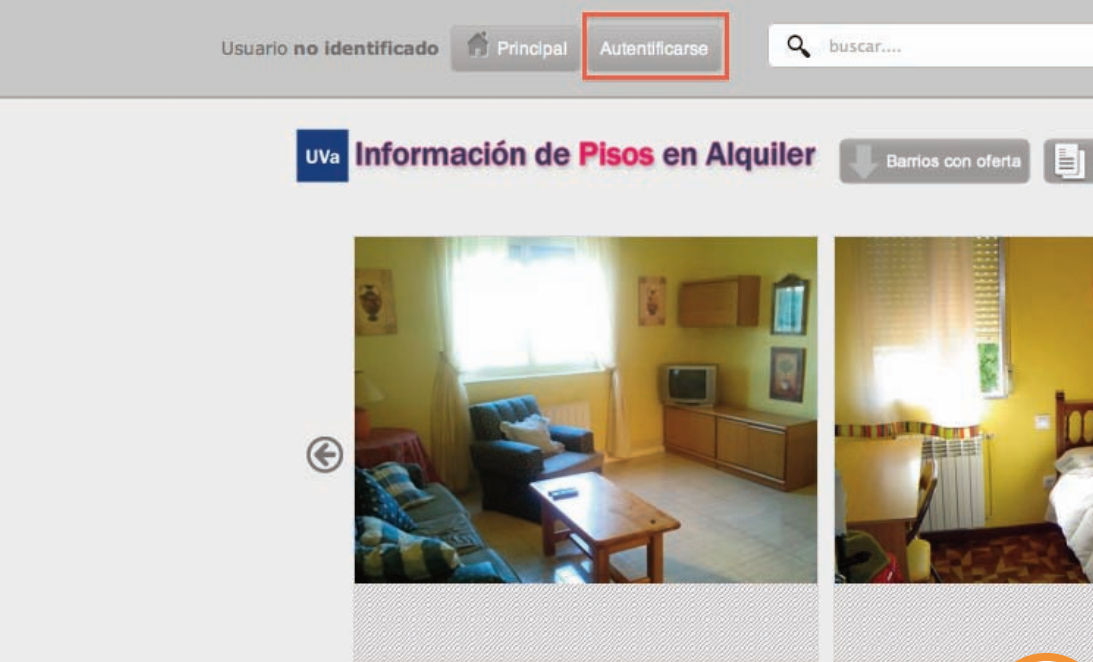 Usuario no identificado Principal Autentificarse buscar....
UVa Información de Pisos en Alquiler Barrios con oferta